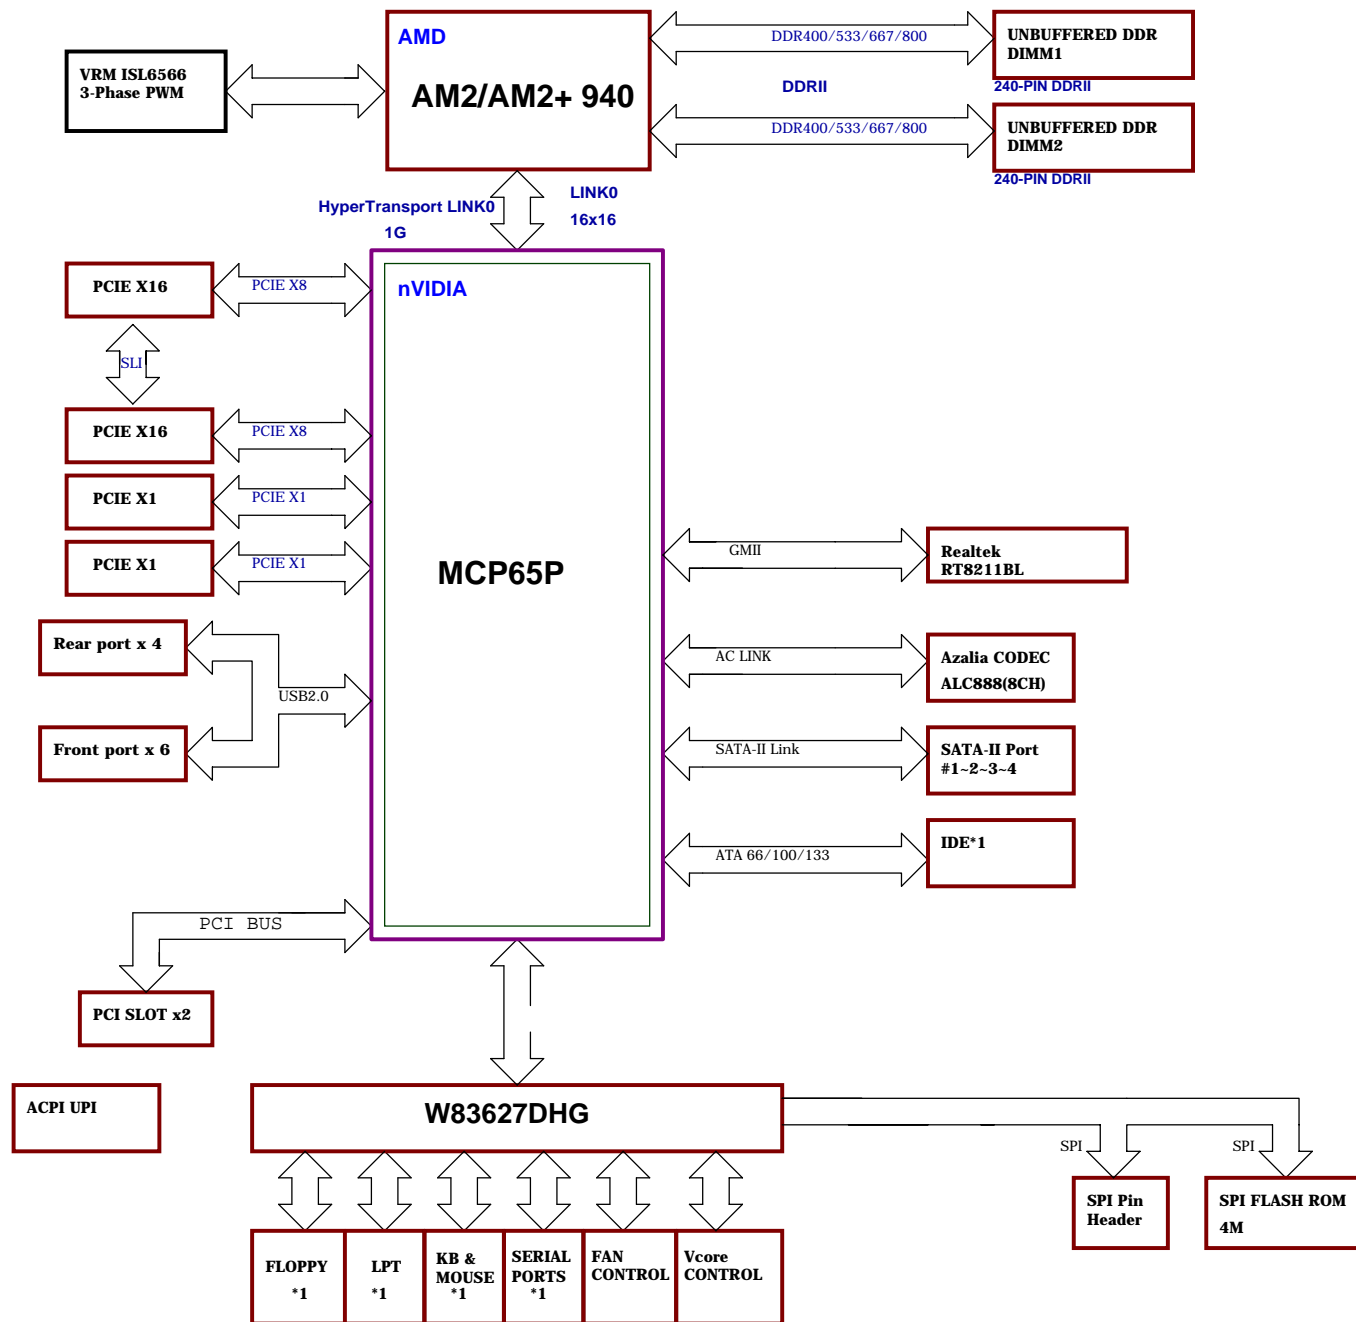 AMD
AM2/AM2+ 940
VRM ISL6566
3-Phase PWM
DDR400/533/667/800
UNBUFFERED DDR
DIMM1
240-PIN DDRII
DDRII
DDR400/533/667/800
UNBUFFERED DDR
DIMM2
240-PIN DDRII
HyperTransport LINK0
1G
LINK0
16x16
nVIDIA
MCP65P
PCIE X16
PCIE X8
SLI
PCIE X16
PCIE X8
PCIE X1
PCIE X1
PCIE X1
PCIE X1
GMII
Realtek
RT8211BL
Rear port x 4
USB2.0
Front port x 6
AC LINK
Azalia CODEC
ALC888(8CH)
SATA-II Link
SATA-II Port
#1~2~3~4
ATA 66/100/133
IDE*1
PCI BUS
PCI SLOT x2
ACPI UPI
W83627DHG
SPI
SPI
SPI Pin
Header
SPI FLASH ROM
4M
FLOPPY
*1
LPT
*1
KB &
MOUSE
*1
SERIAL
PORTS
*1
FAN
CONTROL
Vcore
CONTROL